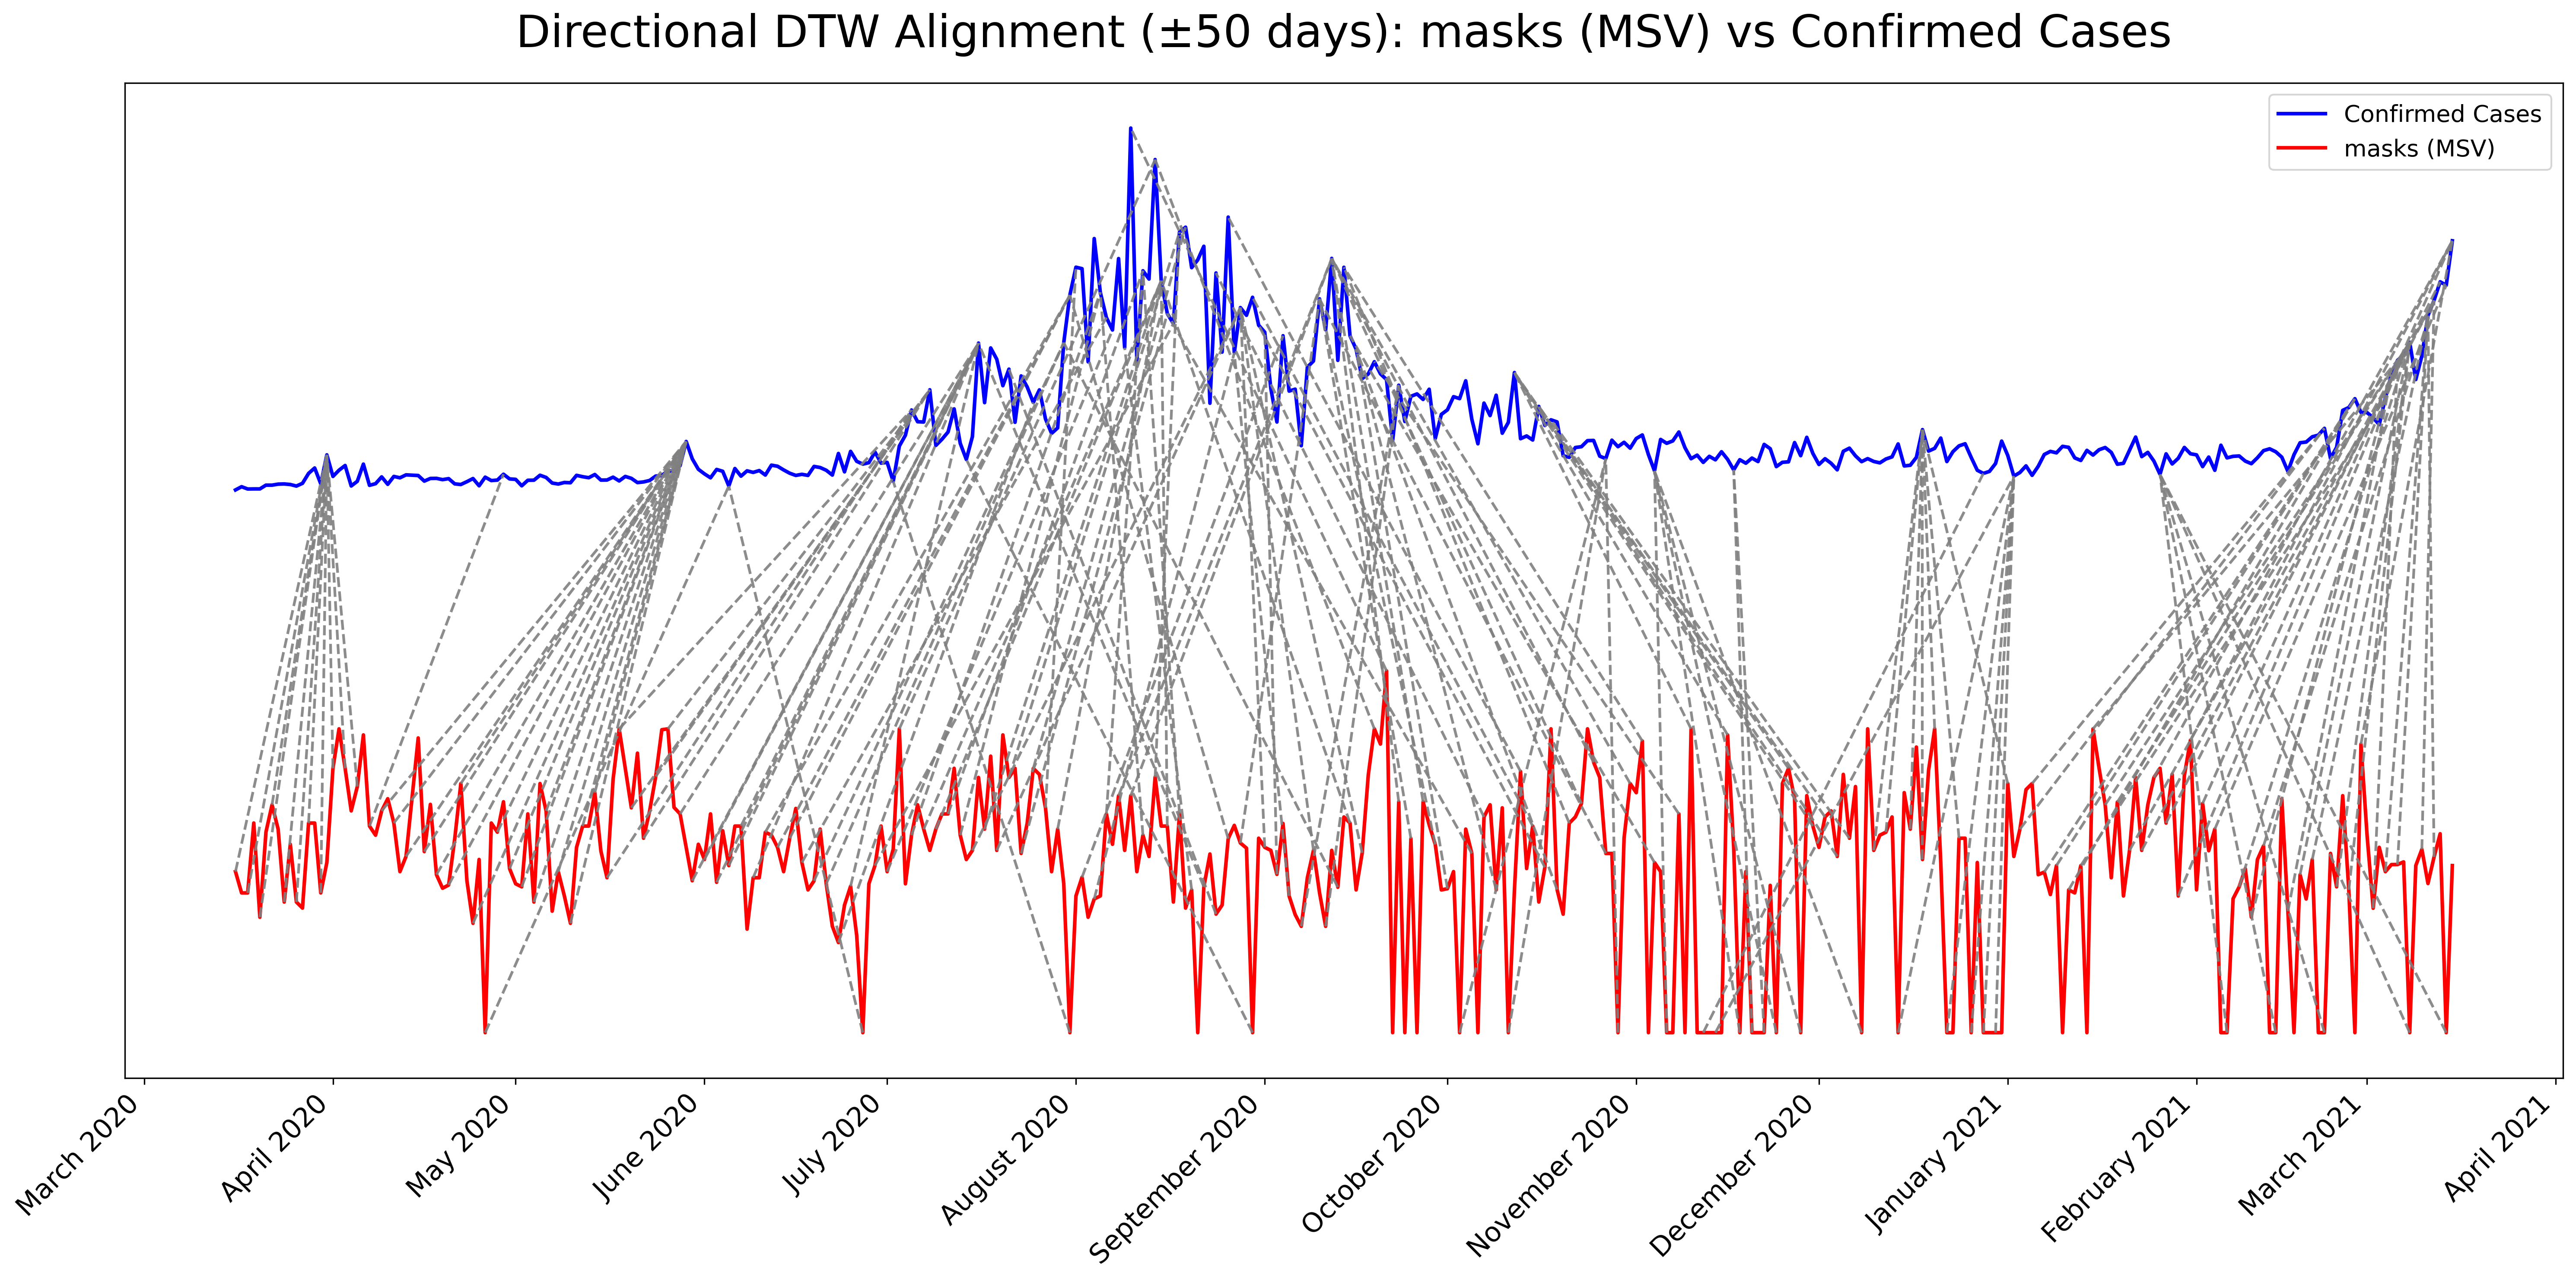 Directional DTW Alignment (±50 days): masks (MSV) vs Confirmed Cases
Confirmed Cases
masks (MSV)
March 2020
April 2020
May 2020
June 2020
July 2020
August 2020
September 2020
October 2020
November 2020
December 2020
January 2021
February 2021
March 2021
April 2021